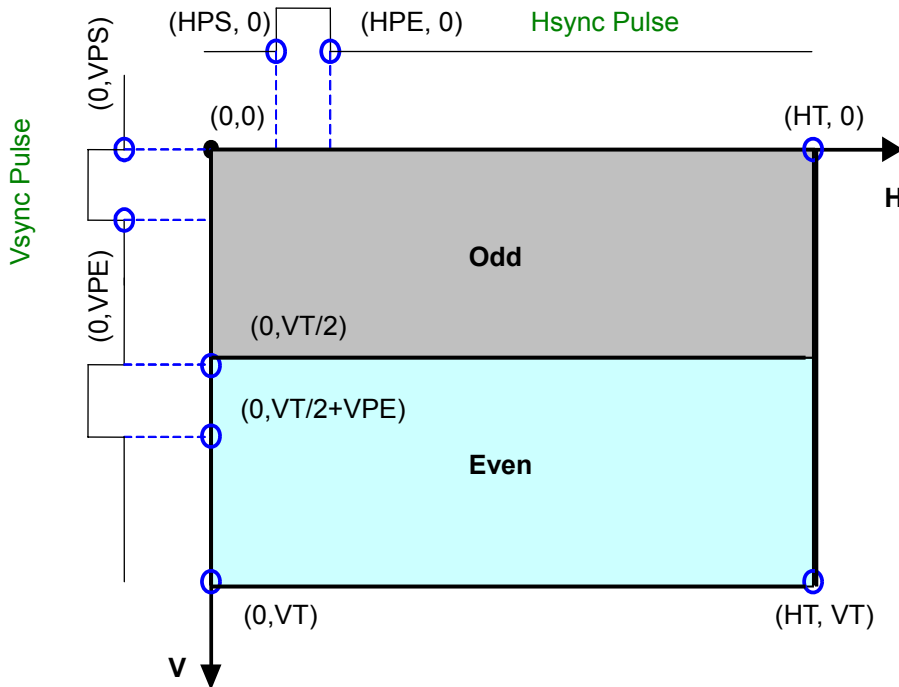 (HPS, 0)
(HPE, 0)
Hsync Pulse
(0,VPS)
(0,0)
(HT, 0)
Vsync Pulse
H
Odd
(0,VPE)
(0,VT/2)
(0,VT/2+VPE)
Even
(0,VT)
(HT, VT)
V